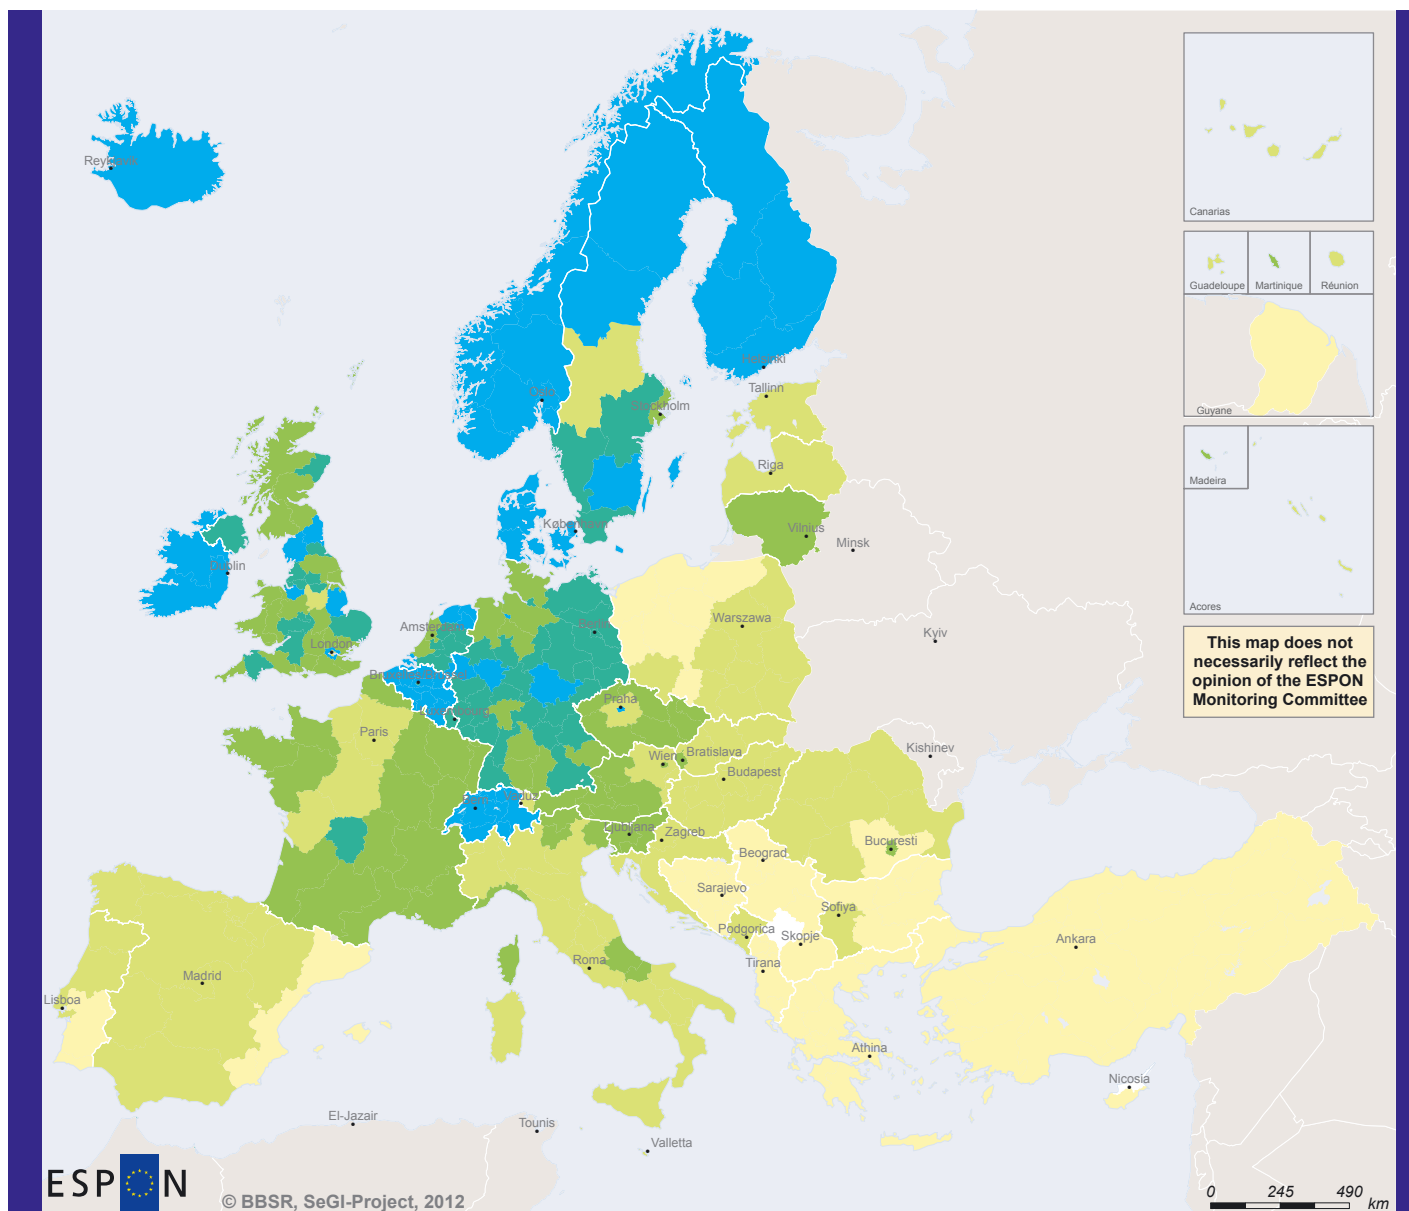 Canarias
Reykjavik
Guadeloupe
Martinique
Réunion
Guyane
Helsinki
Tallinn
Oslo
Stockholm
Riga
Madeira
København
Vilnius
Minsk
Dublin
Acores
Amsterdam
Berlin
Warszawa
Kyiv
This map does not
necessarily reflect the
opinion of the ESPON
Monitoring Committee
London
Praha
Paris
Kishinev
Wien
Bratislava
Budapest
Bern
Vaduz
Ljubljana
Zagreb
Bucuresti
Beograd
Sarajevo
Sofiya
Podgorica
Skopje
Ankara
Tirana
Roma
Madrid
Lisboa
Athina
Nicosia
El-Jazair
Tounis
Valletta
ESPON
© BBSR, SeGI-Project, 2012
0 245 490
km